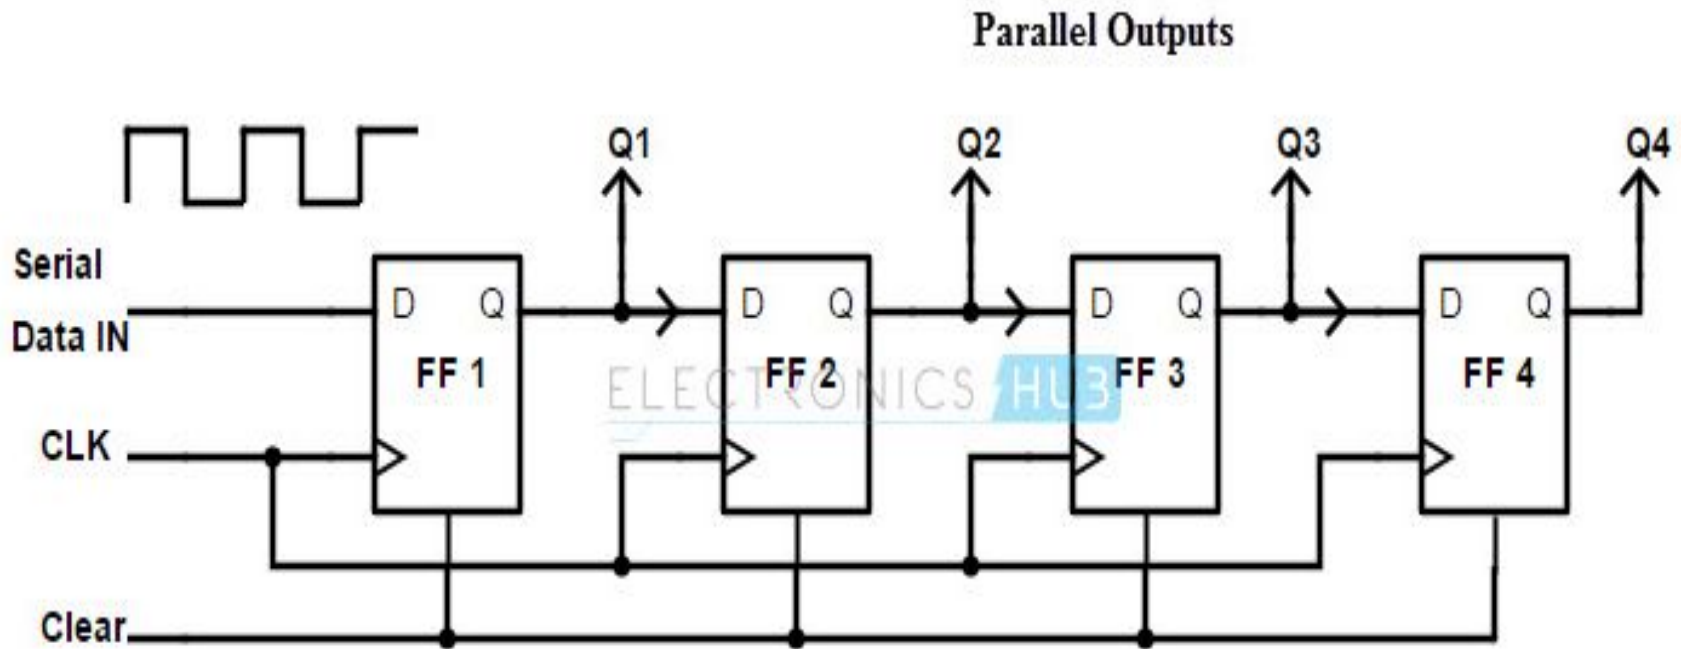 Parallel Outputs
Q1
Q2
Q3
Q4
Serial
Data IN
D Q
FF 1
D Q
FF 2
D Q
FF 3
D Q
FF 4
ELECTRONICS HUB
CLK
Clear